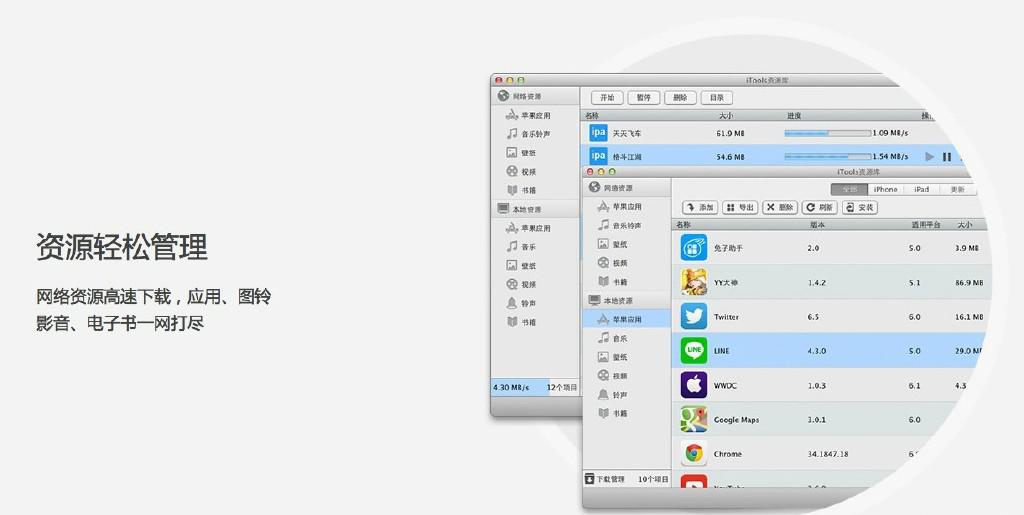 资源轻松管理
网络资源高速下载，应用、图铃
影音、电子书一网打尽
iTools资源库
网络资源
苹果应用
音乐铃声
壁纸
视频
书籍
本地资源
苹果应用
音乐
壁纸
视频
铃声
书籍
4.30 MB/s 12个项目
开始 暂停 删除 目录
名称 大小 进度
ipa 天天飞车 61.9 MB 1.09 MB/s
ipa 格斗江湖 54.6 MB 1.54 MB/s
iTools资源库
网络资源
苹果应用
音乐铃声
壁纸
视频
书籍
本地资源
苹果应用
音乐
壁纸
视频
铃声
书籍
下载管理 10个项目
全部 iPhone iPad 更新
添加 导出 删除 刷新 安装
名称 版本 适用平台 大小
兔子助手 2.0 5.0 3.9 MB
YY大神 1.4.2 5.1 86.9 MB
Twitter 6.5 6.0 16.1 MB
LINE LINE 4.3.0 5.0 29.0 M
WWDC 1.0.3 6.1 4.3
Google Maps 3.0.1 6.0
Chrome 34.1847.18